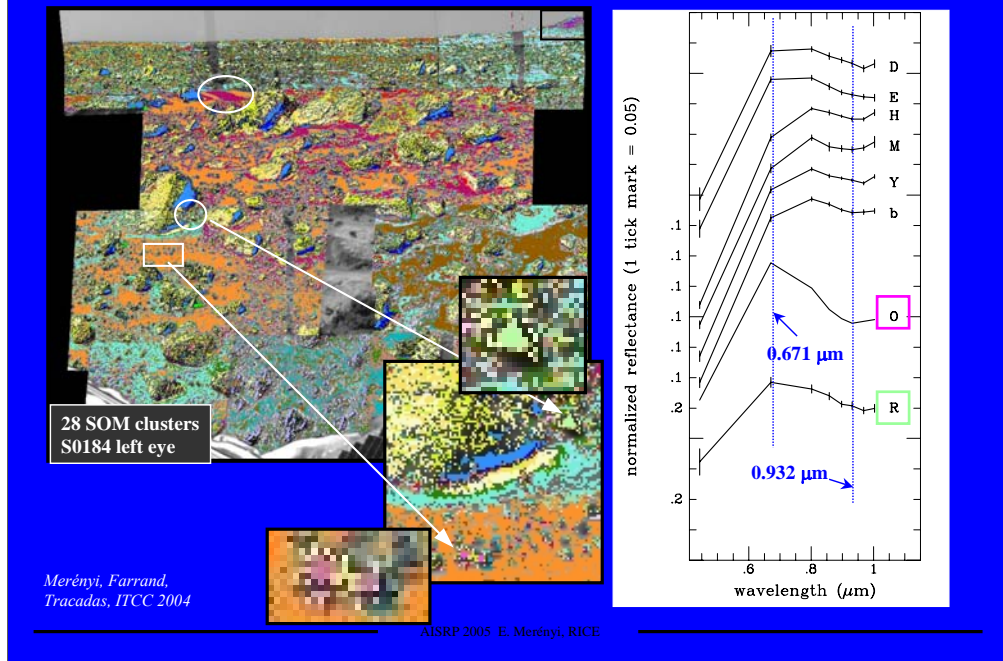 28 SOM clusters
S0184 left eye
Merényi, Farrand,
Tracadas, ITCC 2004
AISRP 2005 E. Merényi, RICE
normalized reflectance (1 tick mark = 0.05)
D
E
H
M
Y
b
O
R
.1
.1
.1
.1
.1
.1
.2
.2
0.671 μm
0.932 μm
.6
.8
1
wavelength (μm)